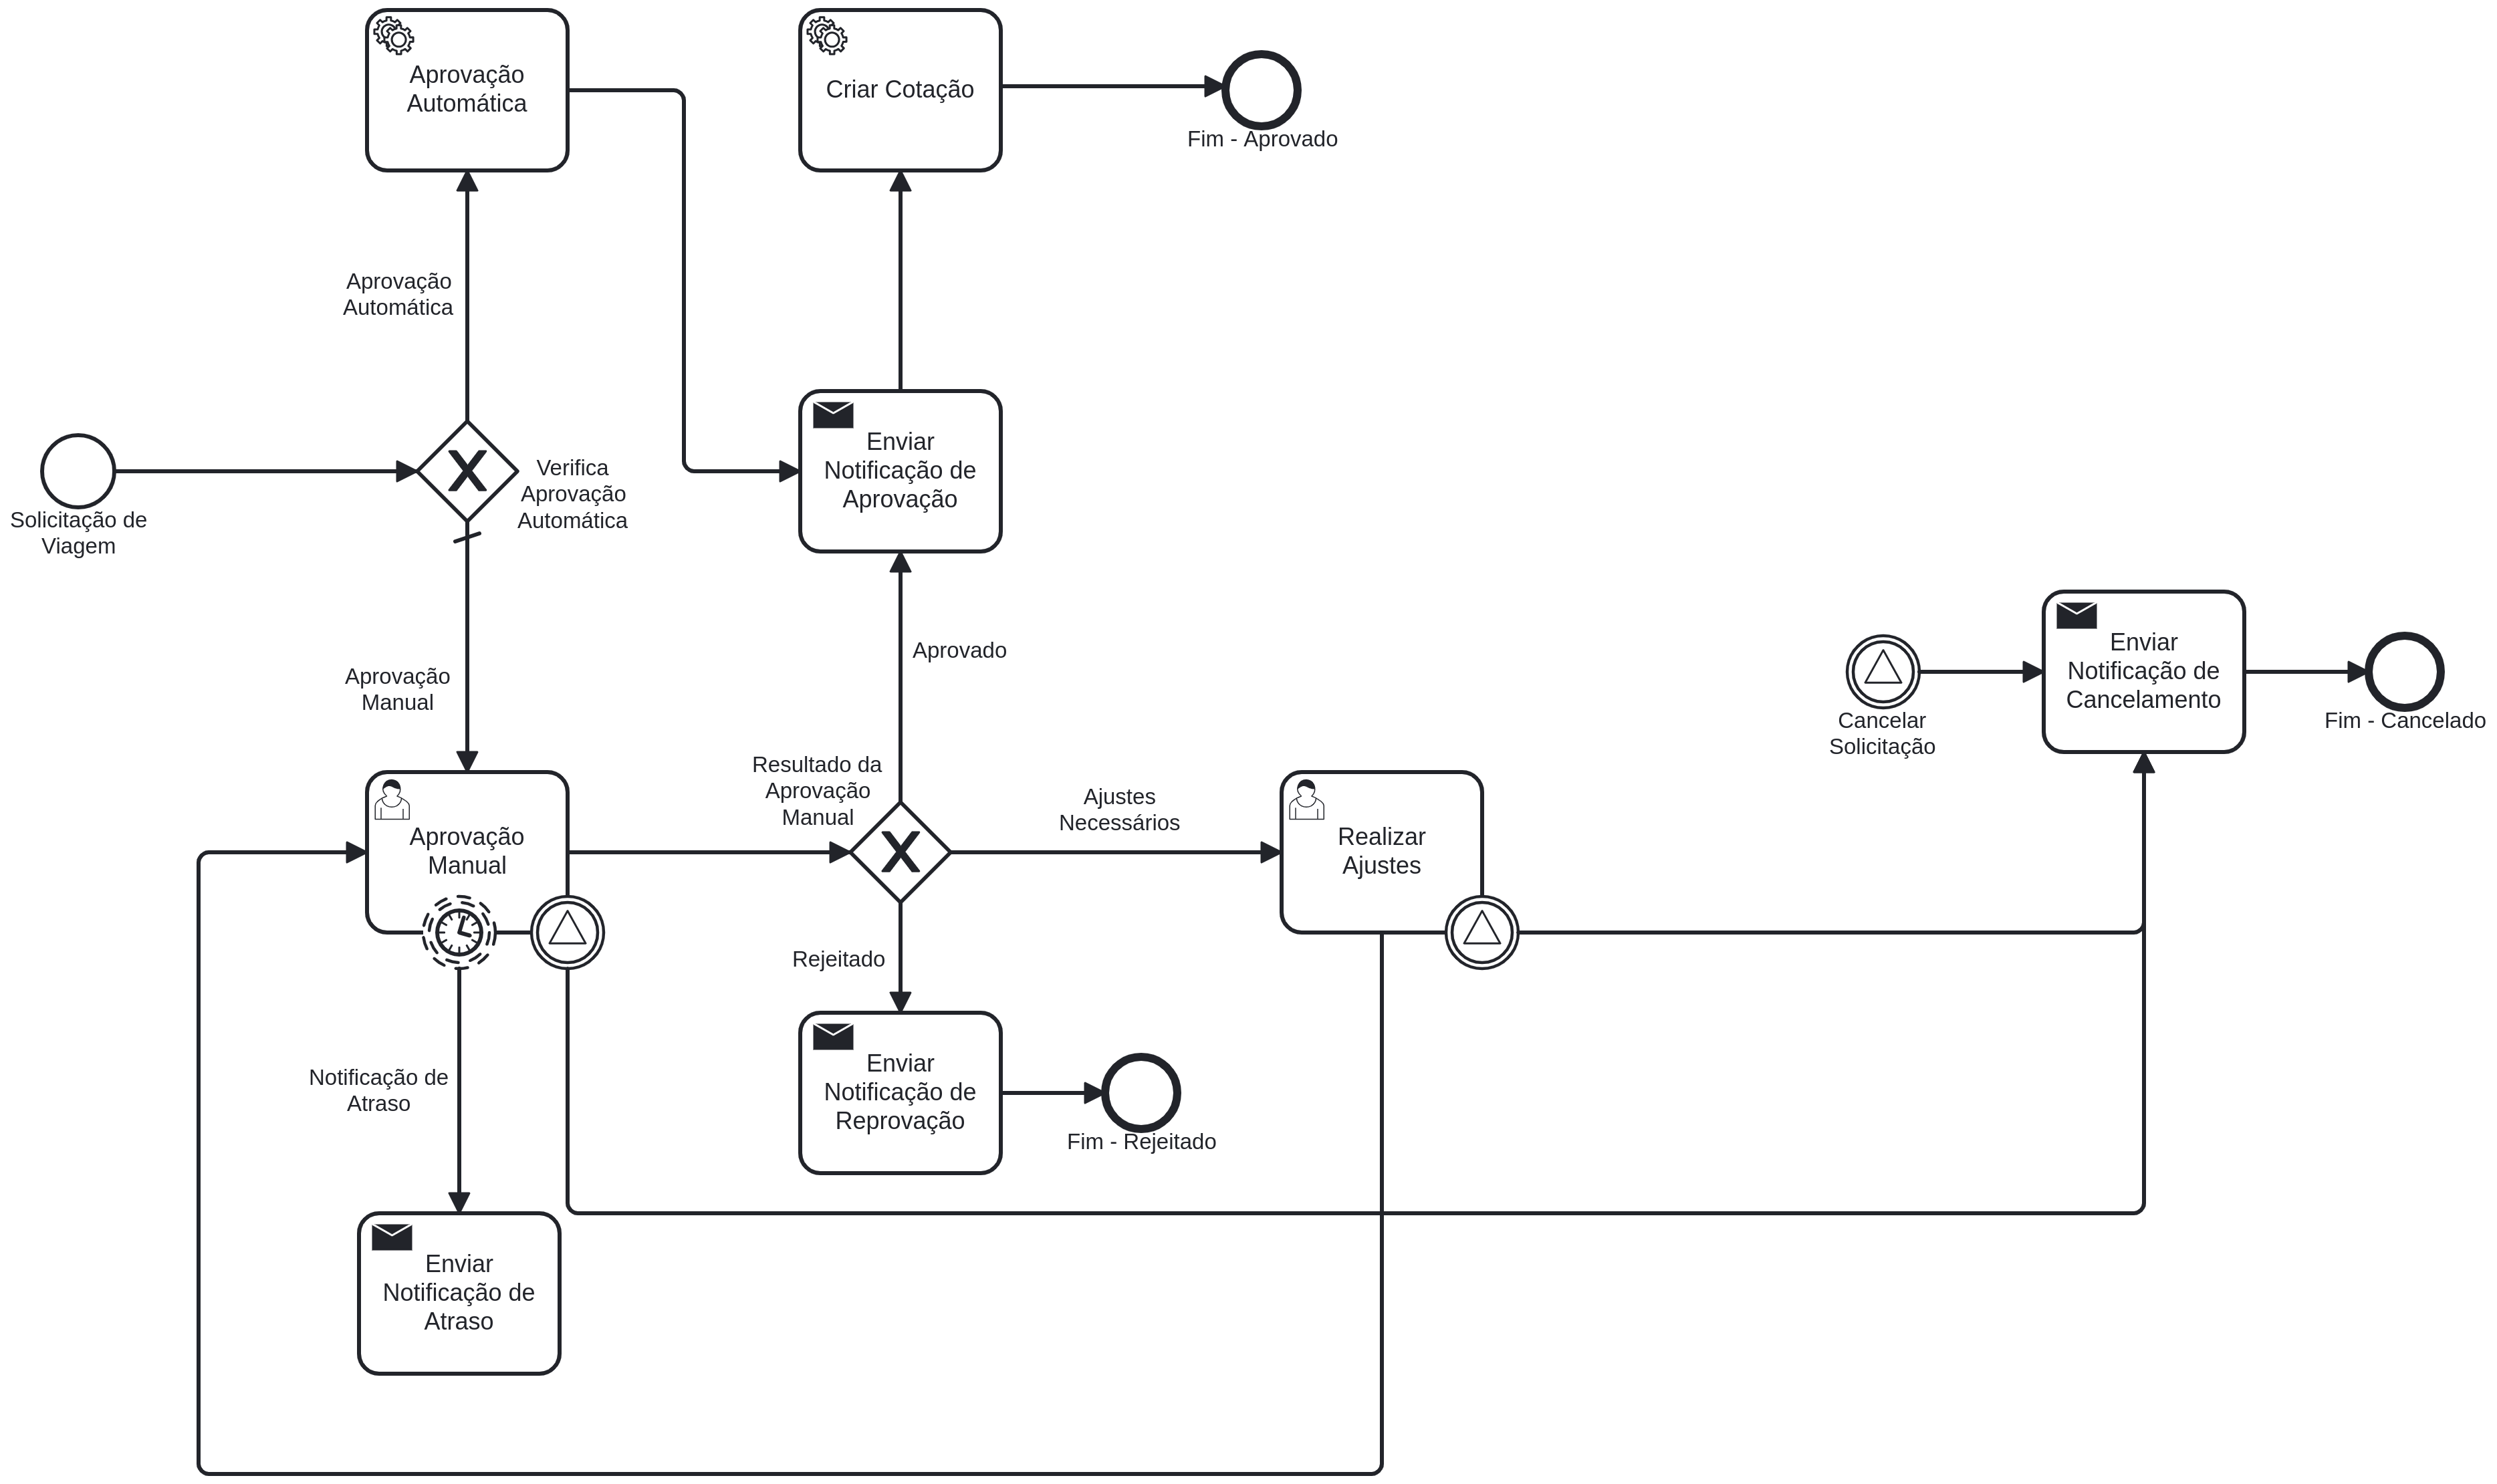 Aprovação
Automática
Criar Cotação
Fim - Aprovado
Aprovação
Automática
Solicitação de
Viagem
Verifica
Aprovação
Automática
Enviar
Notificação de
Aprovação
Aprovação
Manual
Aprovado
Enviar
Notificação de
Cancelamento
Cancelar
Solicitação
Fim - Cancelado
Resultado da
Aprovação
Manual
Ajustes
Necessários
Aprovação
Manual
Realizar
Ajustes
Rejeitado
Notificação de
Atraso
Enviar
Notificação de
Reprovação
Fim - Rejeitado
Enviar
Notificação de
Atraso